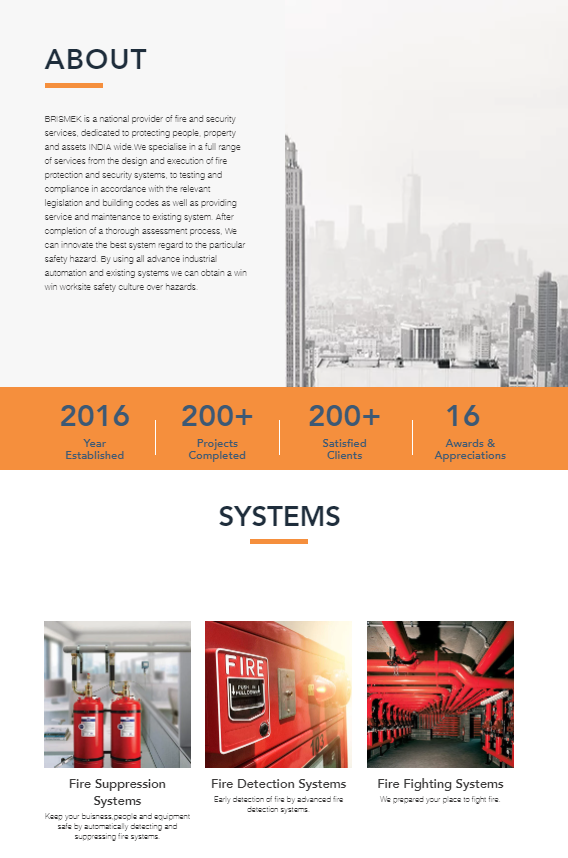 ABOUT
BRISMEK is a national provider of fire and security
services, dedicated to protecting people, property
and assets INDIA wide.We specialise in a full range
of services from the design and execution of fire
protection and security systems, to testing and
compliance in accordance with the relevant
legislation and building codes as well as providing
service and maintenance to existing system. After
completion of a thorough assessment process, We
can innovate the best system regard to the particular
safety hazard. By using all advance industrial
automation and existing systems we can obtain a win
win worksite safety culture over hazards.
2016 200+ 200+ 16
Year Projects Satisfied Awards &
Established Completed Clients Appreciations
SYSTEMS
FIRE
PUSH IN
PULL DOWN
Fire Suppression
Systems
Keep your buisness,people and equipment
safe by automatically detecting and
suppressing fire systems.
Fire Detection Systems
Early detection of fire by advanced fire
detection systems.
Fire Fighting Systems
We prepared your place to fight fire.